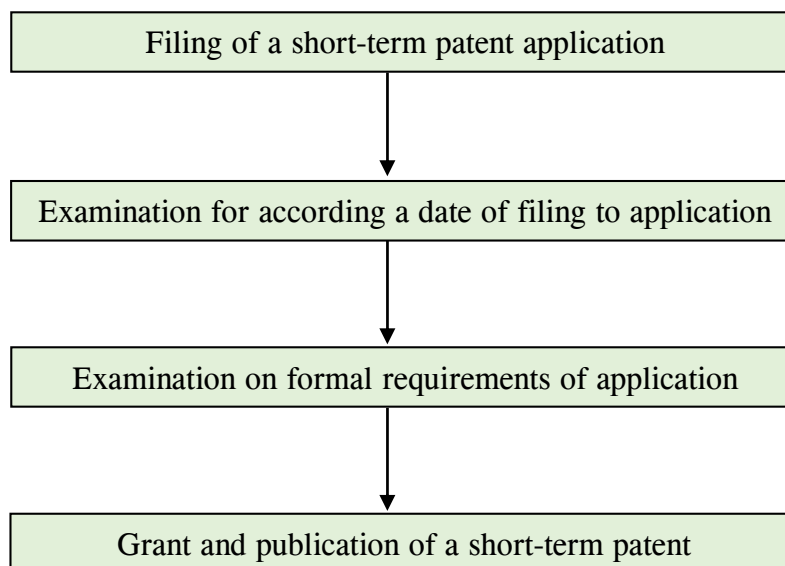 Filing of a short-term patent application
Examination for according a date of filing to application
Examination on formal requirements of application
Grant and publication of a short-term patent